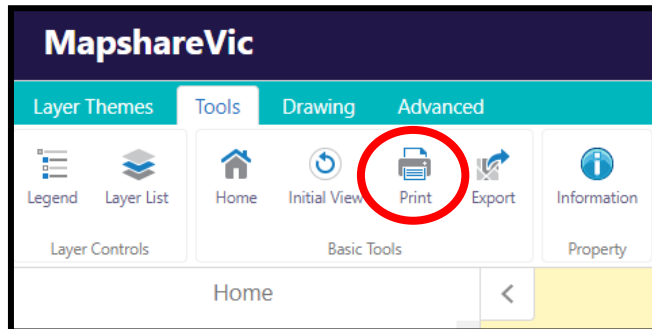 MapshareVic
Layer Themes Tools Drawing Advanced
Legend Layer List Home Initial View Print Export Information
Layer Controls Basic Tools Property
Home